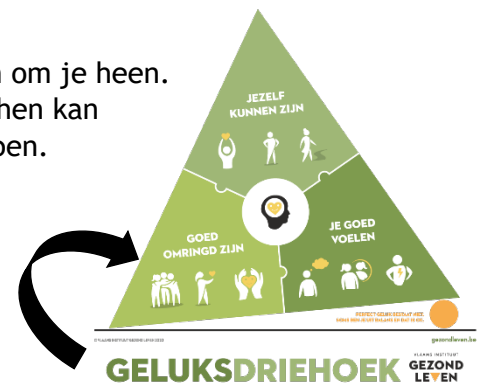 om je heen.
hen kan
JEZELF
KUNNEN ZIJN
GOED
OMRINGD ZIJN
JE GOED
VOELEN
gezondleven.be
GELUKSDRIEHOEK
VLAAMS INSTITUUT
GEZOND
LEVEN